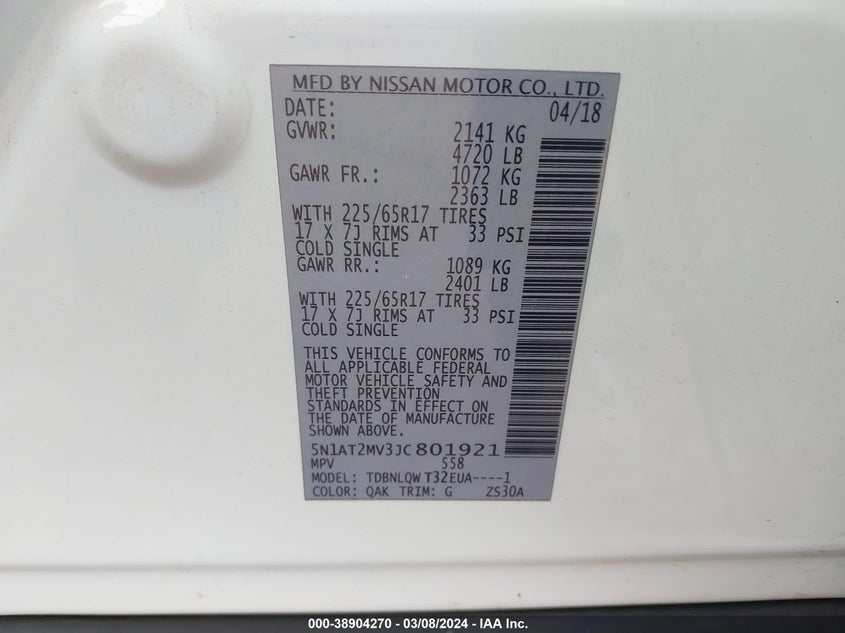 MFD BY NISSAN MOTOR CO., LTD.
DATE: 04/18
GVWR: 2141 KG
4720 LB
GAWR FR.: 1072 KG
2363 LB
WITH 225/65R17 TIRES
17 X 7J RIMS AT 33 PSI
COLD SINGLE
GAWR RR.: 1089 KG
2401 LB
WITH 225/65R17 TIRES
17 X 7J RIMS AT 33 PSI
COLD SINGLE
THIS VEHICLE CONFORMS TO
ALL APPLICABLE FEDERAL
MOTOR VEHICLE SAFETY AND
THEFT PREVENTION
STANDARDS IN EFFECT ON
THE DATE OF MANUFACTURE
SHOWN ABOVE.
5N1AT2MV3JC801921
MPV 558
MODEL: TDBNLQW T32EUA----1
COLOR: QAK TRIM: G ZS30A
000-38904270 - 03/08/2024 - IAA Inc.